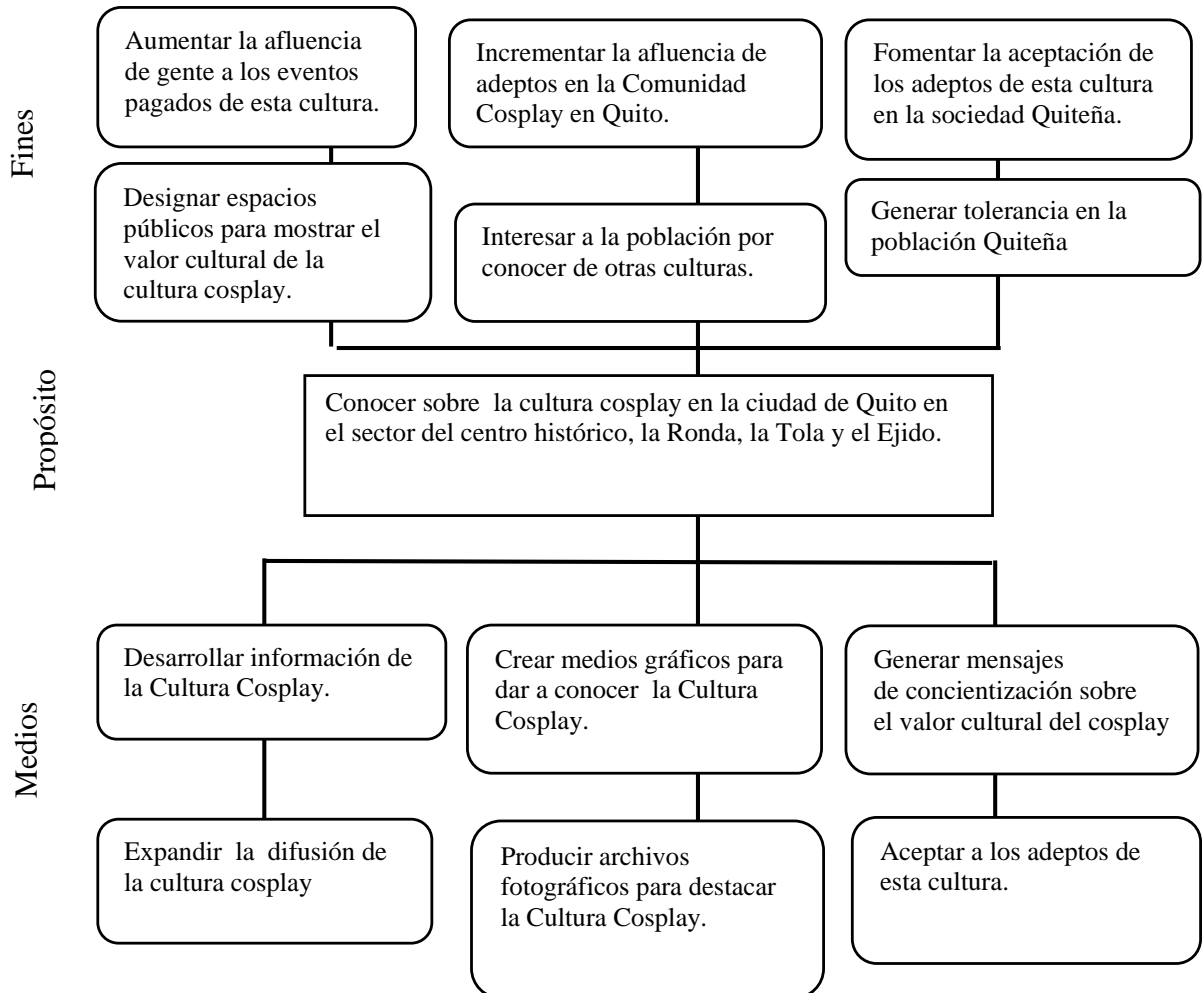 Fines
Aumentar la afluencia
de gente a los eventos
pagados de esta cultura.
Incrementar la afluencia de
adeptos en la Comunidad
Cosplay en Quito.
Fomentar la aceptación de
los adeptos de esta cultura
en la sociedad Quiteña.
Designar espacios
públicos para mostrar el
valor cultural de la
cultura cosplay.
Interesar a la población por
conocer de otras culturas.
Generar tolerancia en la
población Quiteña
Propósito
Conocer sobre la cultura cosplay en la ciudad de Quito en
el sector del centro histórico, la Ronda, la Tola y el Ejido.
Medios
Desarrollar información de
la Cultura Cosplay.
Crear medios gráficos para
dar a conocer la Cultura
Cosplay.
Generar mensajes
de concientización sobre
el valor cultural del cosplay
Expandir la difusión de
la cultura cosplay
Producir archivos
fotográficos para destacar
la Cultura Cosplay.
Aceptar a los adeptos de
esta cultura.